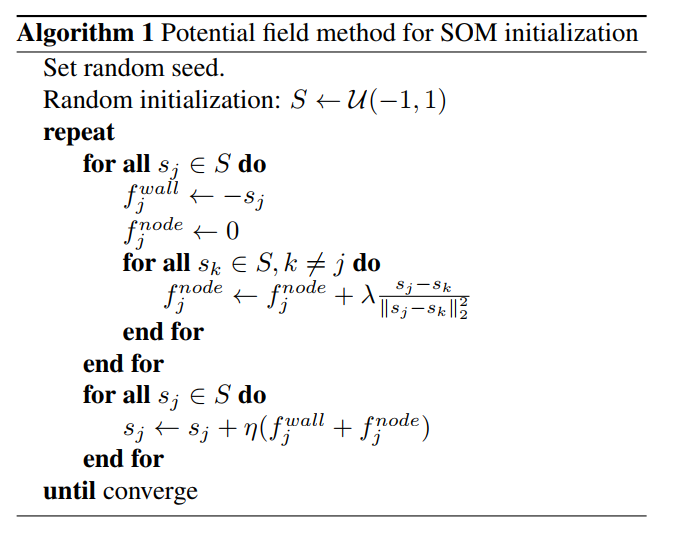 Algorithm 1 Potential field method for SOM initialization
Set random seed.
Random initialization: $S \leftarrow \mathcal{U}(-1, 1)$
repeat
for all $s_j \in S$ do
$f_j^{wall} \leftarrow -s_j$
$f_j^{node} \leftarrow 0$
for all $s_k \in S, k \neq j$ do
$f_j^{node} \leftarrow f_j^{node} + \lambda \frac{s_j - s_k}{\|s_j - s_k\|_2^2}$
end for
end for
for all $s_j \in S$ do
$s_j \leftarrow s_j + \eta(f_j^{wall} + f_j^{node})$
end for
until converge